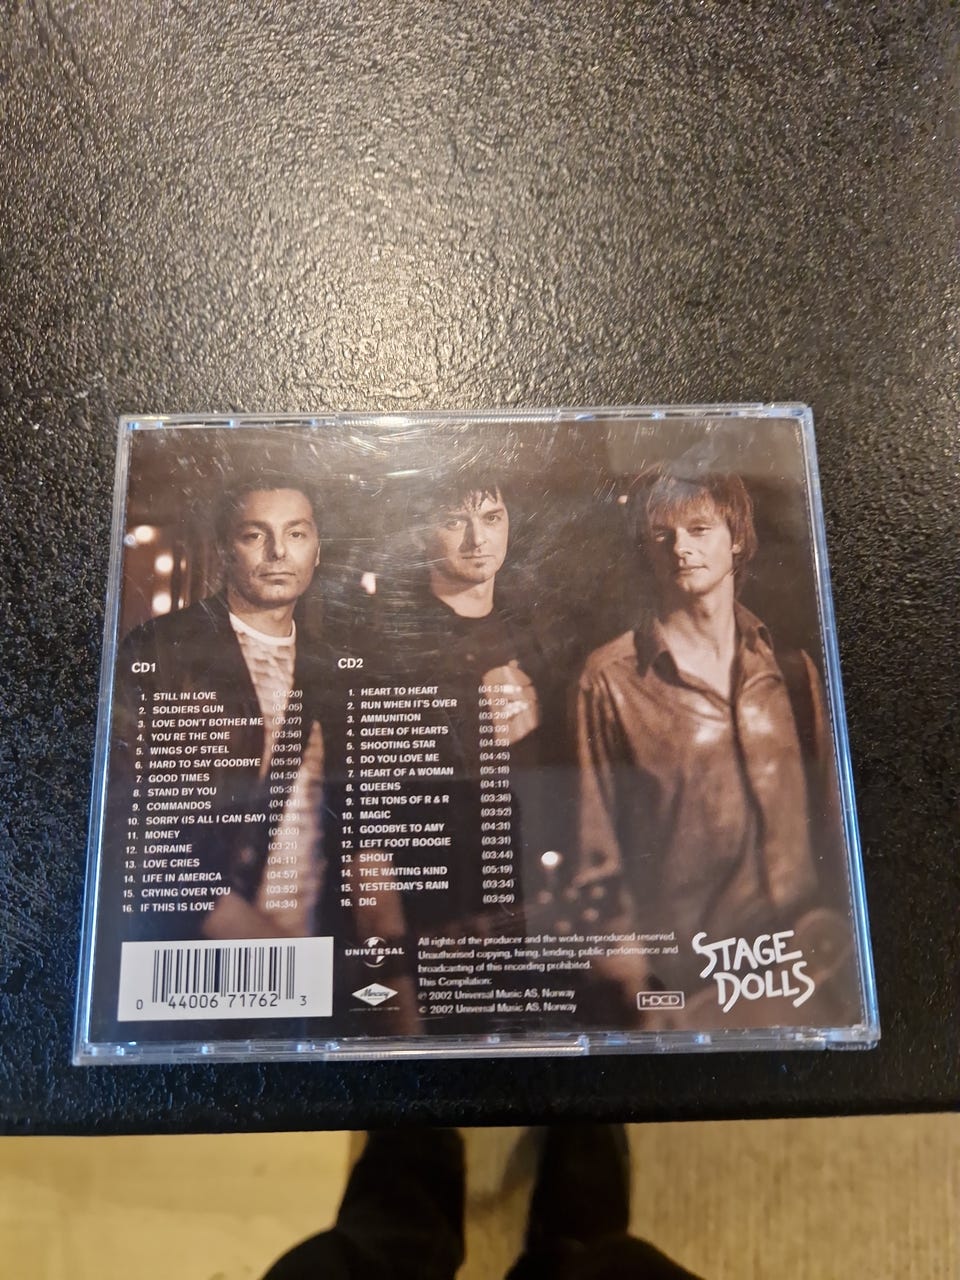 CD1
1. STILL IN LOVE (04:20)
2. SOLDIERS GUN (04:05)
3. LOVE DON'T BOTHER ME (05:07)
4. YOU'RE THE ONE (03:56)
5. WINGS OF STEEL (03:26)
6. HARD TO SAY GOODBYE (05:59)
7. GOOD TIMES (04:50)
8. STAND BY YOU (05:31)
9. COMMANDOS (04:04)
10. SORRY (IS ALL I CAN SAY) (03:59)
11. MONEY (05:03)
12. LORRAINE (03:21)
13. LOVE CRIES (04:11)
14. LIFE IN AMERICA (04:57)
15. CRYING OVER YOU (03:52)
16. IF THIS IS LOVE (04:34)
CD2
1. HEART TO HEART (04:51)
2. RUN WHEN IT'S OVER (04:28)
3. AMMUNITION (03:26)
4. QUEEN OF HEARTS (03:09)
5. SHOOTING STAR (04:03)
6. DO YOU LOVE ME (04:45)
7. HEART OF A WOMAN (05:18)
8. QUEENS (04:11)
9. TEN TONS OF R & R (03:36)
10. MAGIC (03:52)
11. GOODBYE TO AMY (04:31)
12. LEFT FOOT BOOGIE (03:31)
13. SHOUT (03:44)
14. THE WAITING KIND (05:19)
15. YESTERDAY'S RAIN (03:34)
16. DIG (03:59)
0 44006 71762 3
UNIVERSAL
Mercury
All rights of the producer and the works reproduced reserved.
Unauthorised copying, hiring, lending, public performance and
broadcasting of this recording prohibited.
This Compilation:
℗ 2002 Universal Music AS, Norway
© 2002 Universal Music AS, Norway
HDCD
STAGE
DOLLS